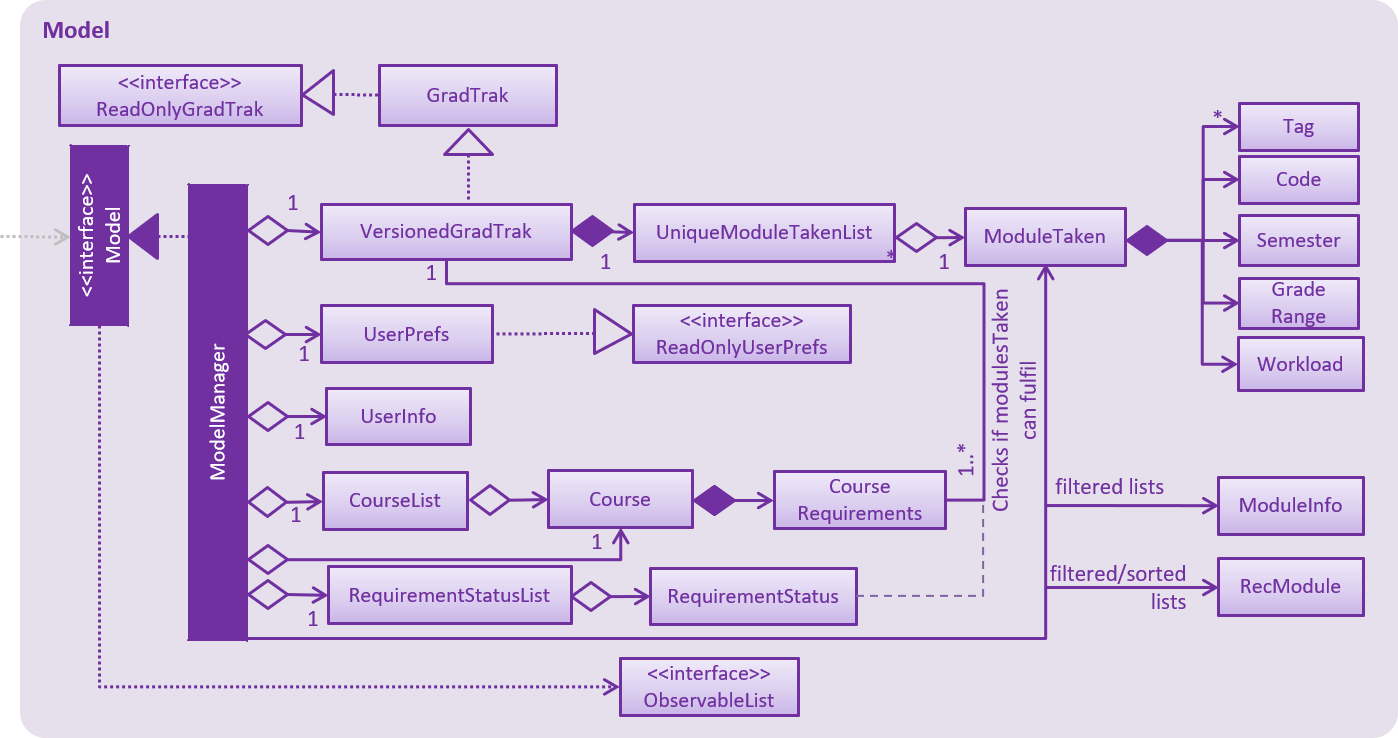 Model
<<interface>>
ReadOnlyGradTrak
GradTrak
<<interface>>
Model
ModelManager
1
VersionedGradTrak
1
UniqueModuleTakenList
*
1
ModuleTaken
*
Tag
Code
Semester
Grade
Range
Workload
1
1
UserPrefs
<<interface>>
ReadOnlyUserPrefs
1
UserInfo
1
CourseList
Course
Course
Requirements
1..*
Checks if modulesTaken
can fulfil
1
1
RequirementStatusList
RequirementStatus
filtered lists
ModuleInfo
filtered/sorted
lists
RecModule
<<interface>>
ObservableList